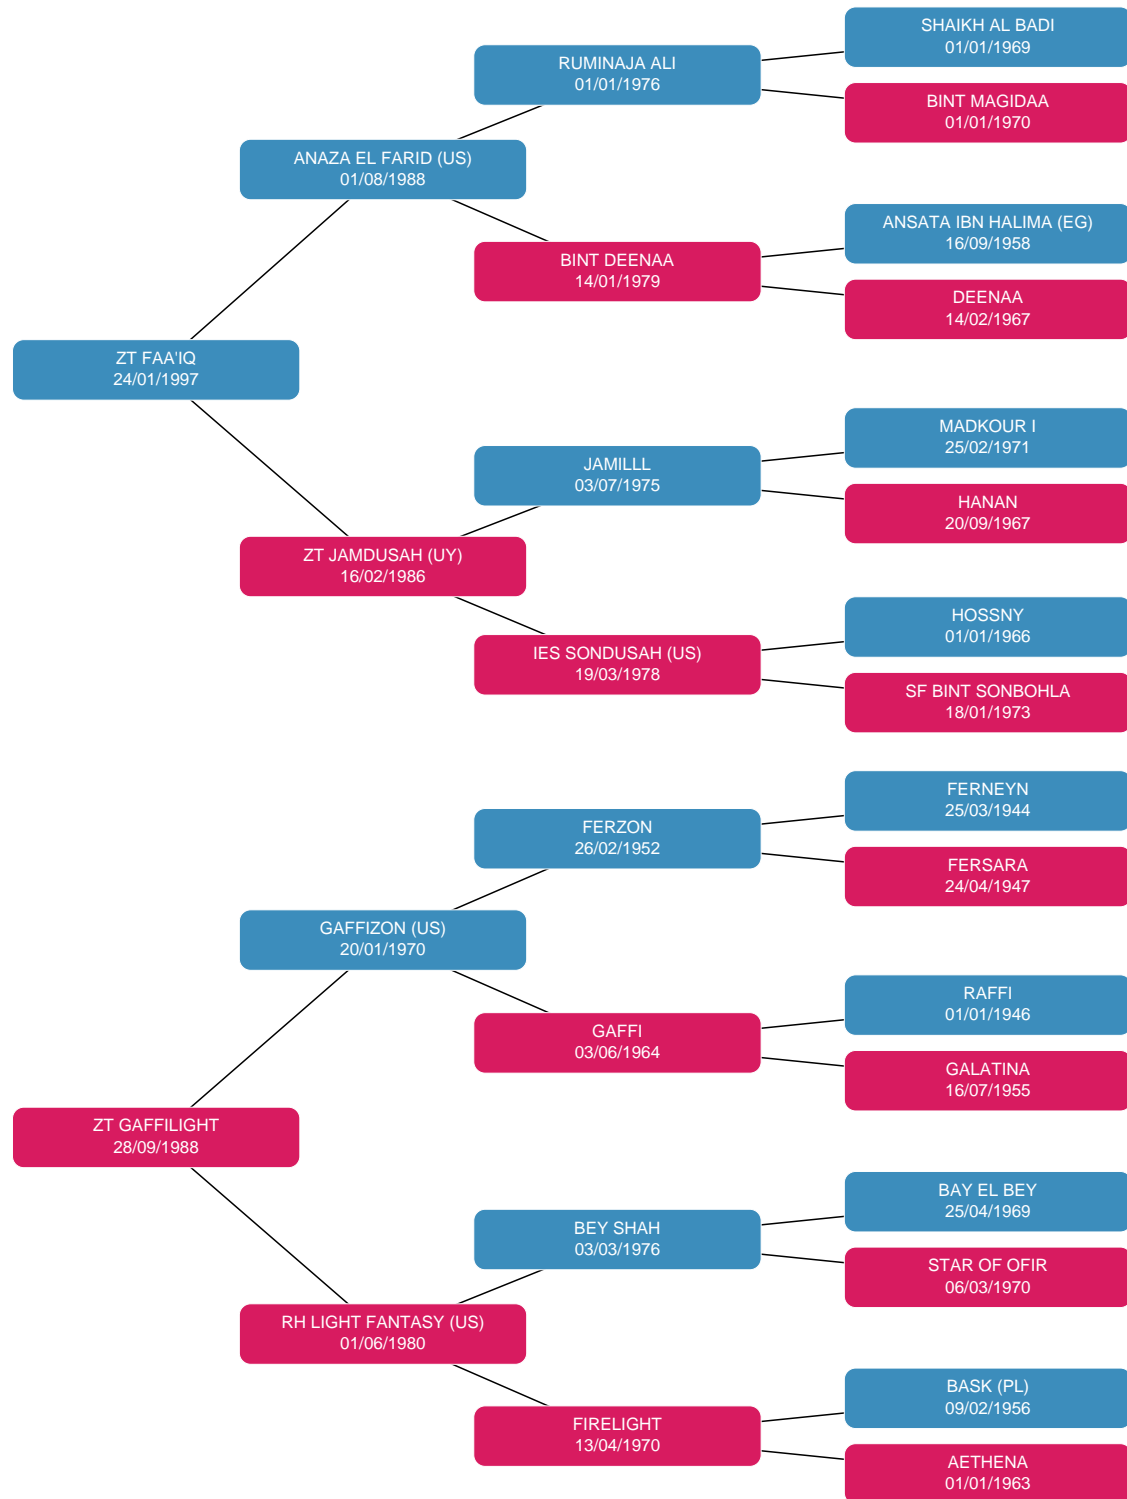 SHAIKH AL BADI
01/01/1969
RUMINAJA ALI
01/01/1976
BINT MAGIDAA
01/01/1970
ANAZA EL FARID (US)
01/08/1988
ANSATA IBN HALIMA (EG)
16/09/1958
BINT DEENAA
14/01/1979
DEENAA
14/02/1967
ZT FAA'IQ
24/01/1997
MADKOUR I
25/02/1971
JAMILLL
03/07/1975
HANAN
20/09/1967
ZT JAMDUSAH (UY)
16/02/1986
HOSSNY
01/01/1966
IES SONDUSAH (US)
19/03/1978
SF BINT SONBOHLA
18/01/1973
FERNEYN
25/03/1944
FERZON
26/02/1952
FERSARA
24/04/1947
GAFFIZON (US)
20/01/1970
RAFFI
01/01/1946
GAFFI
03/06/1964
GALATINA
16/07/1955
ZT GAFFILIGHT
28/09/1988
BAY EL BEY
25/04/1969
BEY SHAH
03/03/1976
STAR OF OFIR
06/03/1970
RH LIGHT FANTASY (US)
01/06/1980
BASK (PL)
09/02/1956
FIRELIGHT
13/04/1970
AETHENA
01/01/1963